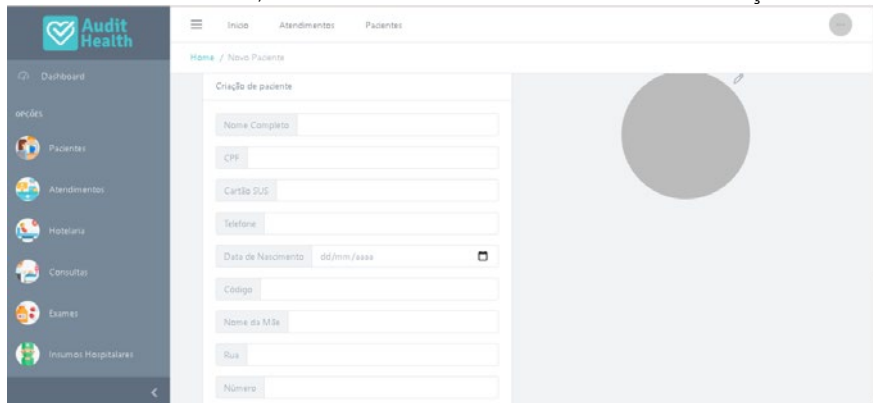 Audit
Health
Inicio Atendimentos Pacientes
Home / Novo Paciente
Dashboard
OPÇÕES
Pacientes
Atendimentos
Hotelaria
Consultas
Exames
Insumos Hospitalares
Criação de paciente
Nome Completo
CPF
Cartão SUS
Telefone
Data de Nascimento dd/mm/aaaa
Código
Nome da Mãe
Rua
Número